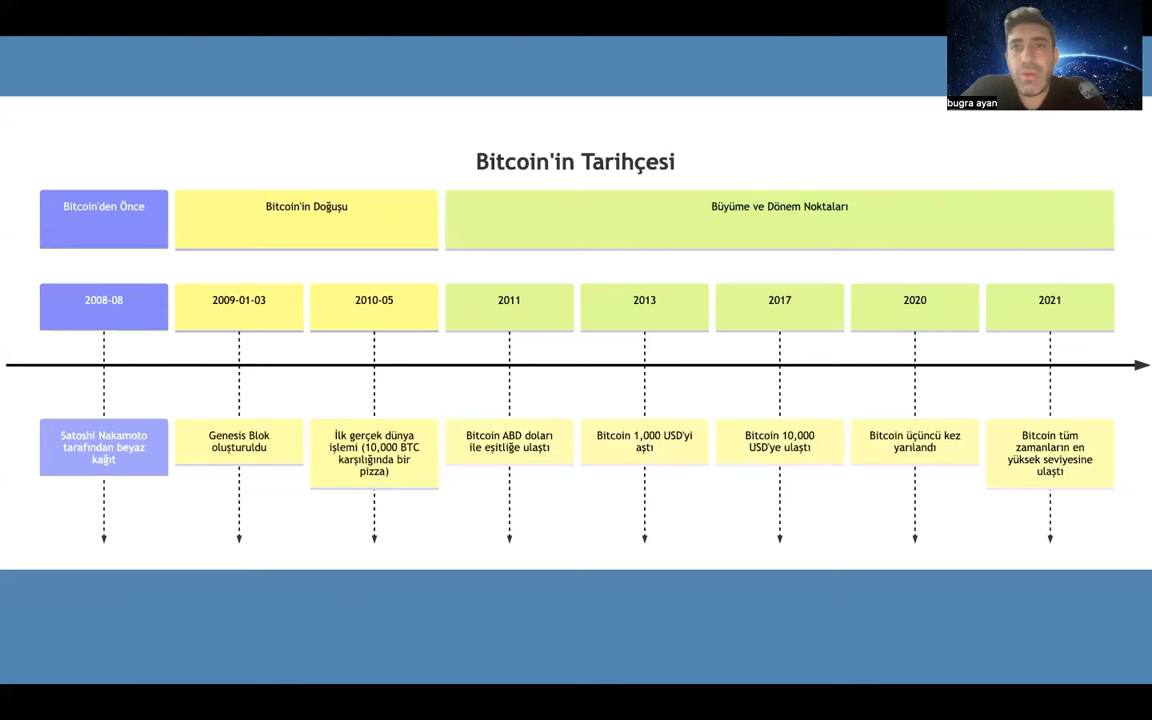 bugra ayan
Bitcoin'in Tarihçesi
Bitcoin'den Önce
Bitcoin'in Doğuşu
Büyüme ve Dönem Noktaları
2008-08
2009-01-03
2010-05
2011
2013
2017
2020
2021
Satoshi Nakamoto
tarafından beyaz
kağıt
Genesis Blok
oluşturuldu
İlk gerçek dünya
işlemi (10,000 BTC
karşılığında bir
pizza)
Bitcoin ABD doları
ile eşitliğe ulaştı
Bitcoin 1,000 USD'yi
aştı
Bitcoin 10,000
USD'ye ulaştı
Bitcoin üçüncü kez
yarılandı
Bitcoin tüm
zamanların en
yüksek seviyesine
ulaştı